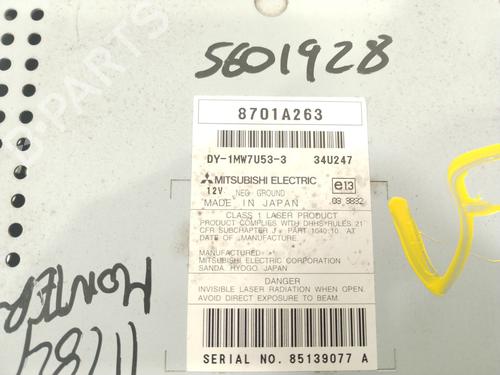 5601928
8701A263
DY-1MW7U53-3 34U247
MITSUBISHI ELECTRIC
12V NEG GROUND
MADE IN JAPAN
e13
03 3832
CLASS 1 LASER PRODUCT
PRODUCT COMPLIES WITH DHHS RULES 21
CFR SUBCHAPTER J, PART 1040:10, AT
DATE OF MANUFACTURE.
MANUFACTURED
MITSUBISHI ELECTRIC CORPORATION
SANDA, HYOGO, JAPAN
DANGER
INVISIBLE LASER RADIATION WHEN OPEN.
AVOID DIRECT EXPOSURE TO BEAM.
SERIAL NO. 85139077 A
MONTER
11784
B PARTS